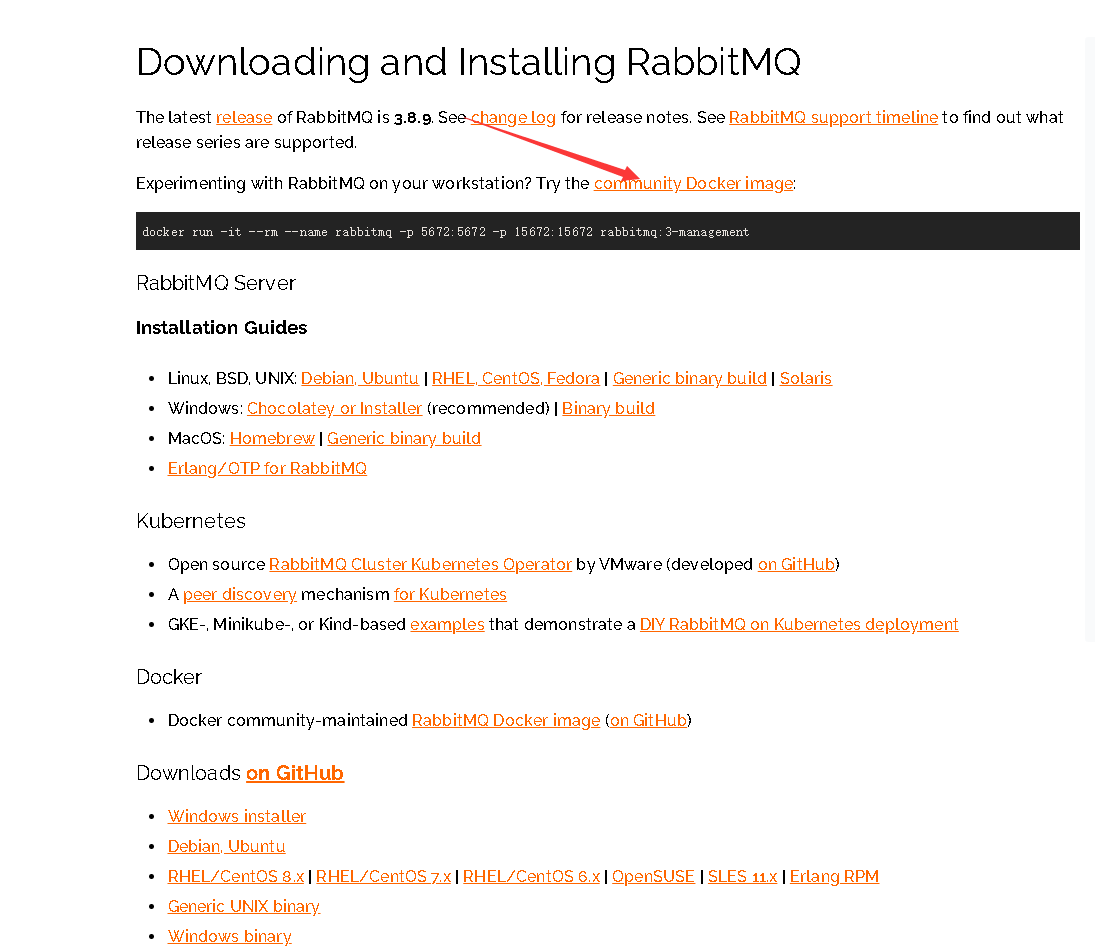 Downloading and Installing RabbitMQ
The latest release of RabbitMQ is 3.8.9. See change log for release notes. See RabbitMQ support timeline to find out what
release series are supported.
Experimenting with RabbitMQ on your workstation? Try the community Docker image:
docker run -it --rm --name rabbitmq -p 5672:5672 -p 15672:15672 rabbitmq:3-management
RabbitMQ Server
Installation Guides
• Linux, BSD, UNIX: Debian, Ubuntu | RHEL, CentOS, Fedora | Generic binary build | Solaris
• Windows: Chocolatey or Installer (recommended) | Binary build
• MacOS: Homebrew | Generic binary build
• Erlang/OTP for RabbitMQ
Kubernetes
• Open source RabbitMQ Cluster Kubernetes Operator by VMware (developed on GitHub)
• A peer discovery mechanism for Kubernetes
• GKE-, Minikube-, or Kind-based examples that demonstrate a DIY RabbitMQ on Kubernetes deployment
Docker
• Docker community-maintained RabbitMQ Docker image (on GitHub)
Downloads on GitHub
• Windows installer
• Debian, Ubuntu
• RHEL/CentOS 8.x | RHEL/CentOS 7.x | RHEL/CentOS 6.x | OpenSUSE | SLES 11.x | Erlang RPM
• Generic UNIX binary
• Windows binary